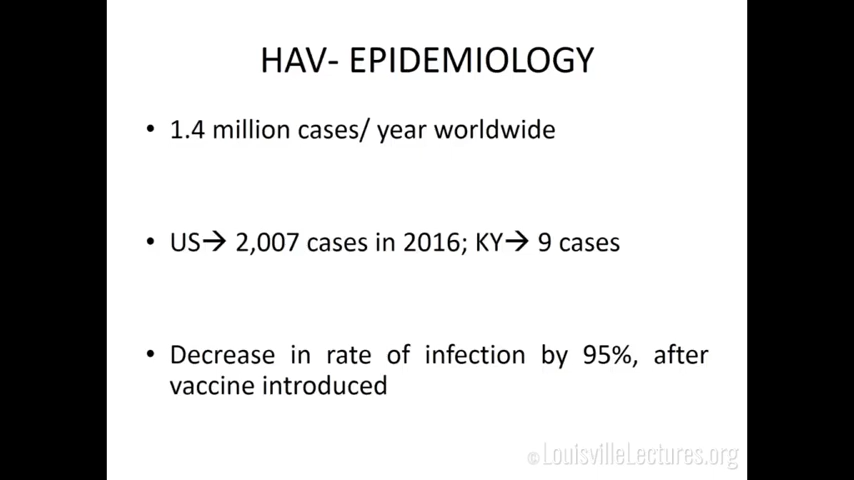 HAV- EPIDEMIOLOGY
• 1.4 million cases/ year worldwide
• US→ 2,007 cases in 2016; KY→ 9 cases
• Decrease in rate of infection by 95%, after
vaccine introduced
©LouisvilleLectures.org